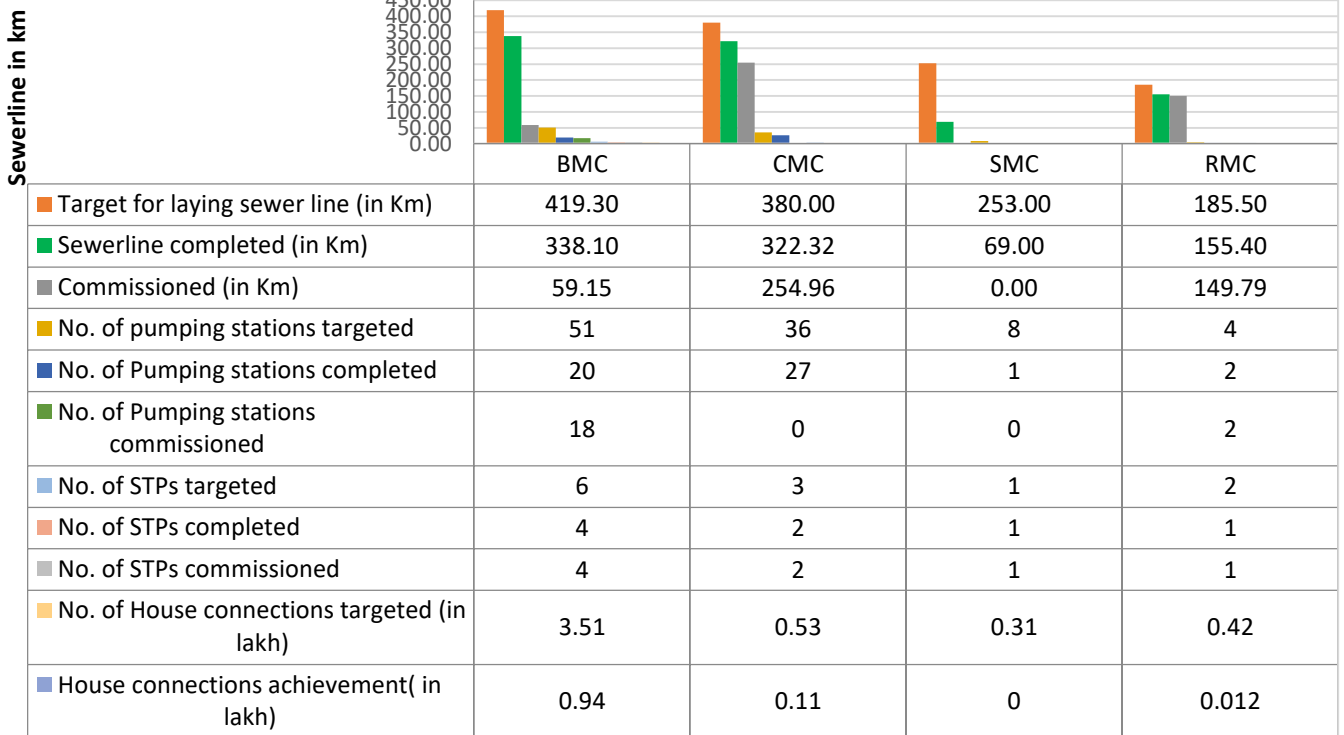 Sewerline in km
450.00
400.00
350.00
300.00
250.00
200.00
150.00
100.00
50.00
0.00
BMC CMC SMC RMC
Target for laying sewer line (in Km) 419.30 380.00 253.00 185.50
Sewerline completed (in Km) 338.10 322.32 69.00 155.40
Commissioned (in Km) 59.15 254.96 0.00 149.79
No. of pumping stations targeted 51 36 8 4
No. of Pumping stations completed 20 27 1 2
No. of Pumping stations
commissioned 18 0 0 2
No. of STPs targeted 6 3 1 2
No. of STPs completed 4 2 1 1
No. of STPs commissioned 4 2 1 1
No. of House connections targeted (in
lakh) 3.51 0.53 0.31 0.42
House connections achievement( in
lakh) 0.94 0.11 0 0.012